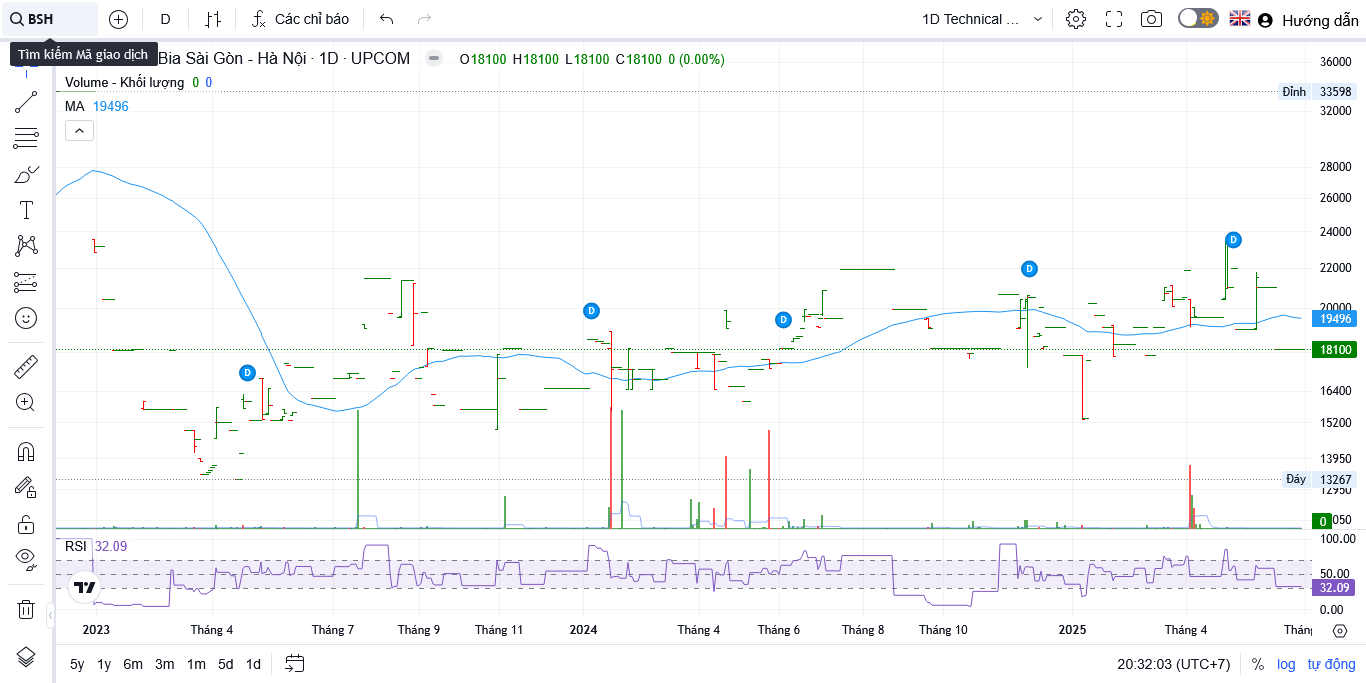 BSH
D
Các chỉ báo
1D Technical ...
Hướng dẫn
Tìm kiếm Mã giao dịch
Bia Sài Gòn - Hà Nội · 1D · UPCOM
O18100 H18100 L18100 C18100 0 (0.00%)
Volume - Khối lượng 0 0
MA 19496
36000
Đỉnh 33598
32000
28000
26000
24000
22000
20000
19496
18100
16400
15200
13950
Đáy 13267
12950
0
050
D
D
D
D
D
RSI 32.09
100.00
50.00
32.09
0.00
2023 Tháng 4 Tháng 7 Tháng 9 Tháng 11 2024 Tháng 4 Tháng 6 Tháng 8 Tháng 10 2025 Tháng 4 Thán
5y 1y 6m 3m 1m 5d 1d
20:32:03 (UTC+7) % log tự động